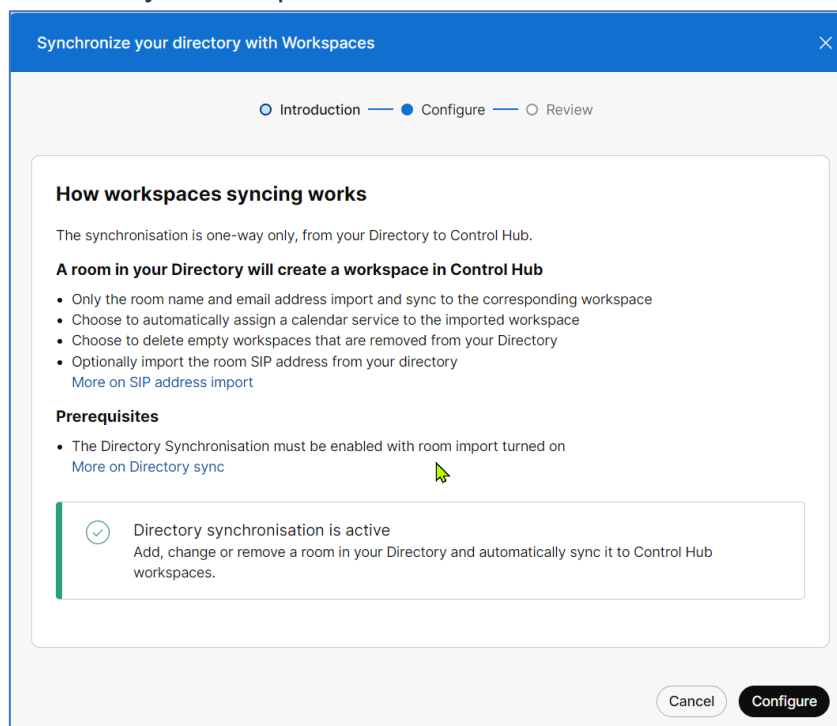 Synchronize your directory with Workspaces
Introduction
Configure
Review
How workspaces syncing works
The synchronisation is one-way only, from your Directory to Control Hub.
A room in your Directory will create a workspace in Control Hub
• Only the room name and email address import and sync to the corresponding workspace
• Choose to automatically assign a calendar service to the imported workspace
• Choose to delete empty workspaces that are removed from your Directory
• Optionally import the room SIP address from your directory
More on SIP address import
Prerequisites
• The Directory Synchronisation must be enabled with room import turned on
More on Directory sync
Directory synchronisation is active
Add, change or remove a room in your Directory and automatically sync it to Control Hub
workspaces.
Cancel
Configure